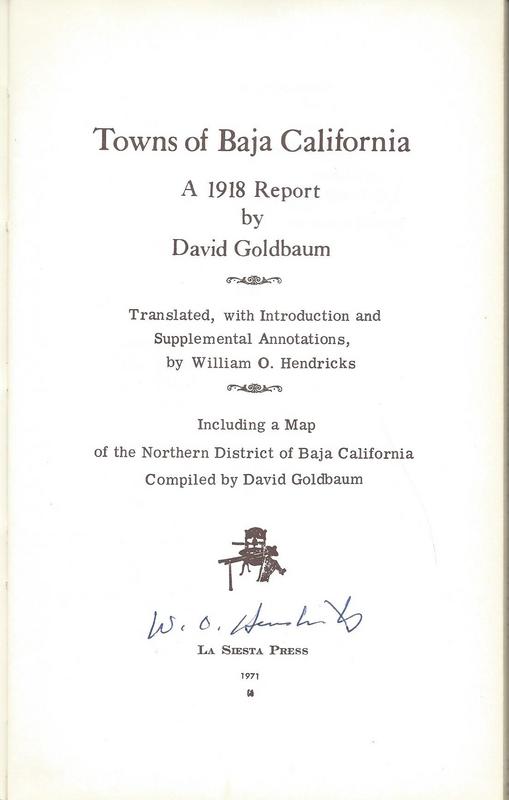 Towns of Baja California
A 1918 Report
by
David Goldbaum
Translated, with Introduction and
Supplemental Annotations,
by William O. Hendricks
Including a Map
of the Northern District of Baja California
Compiled by David Goldbaum
W. O. Hendricks
La Siesta Press
1971